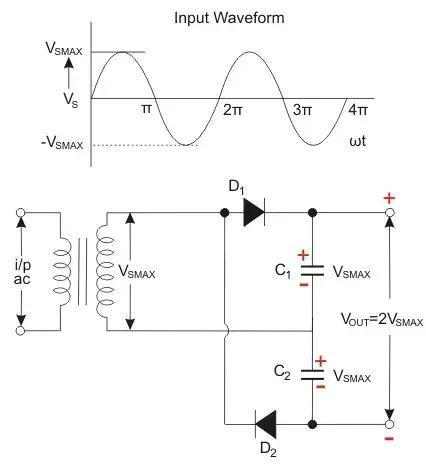 Input Waveform
VSMAX
VS
π 2π 3π 4π
-VSMAX
ωt
D1
+
i/p
ac
VSMAX
+
C1
VSMAX
-
VOUT=2VSMAX
+
C2
VSMAX
-
D2
-